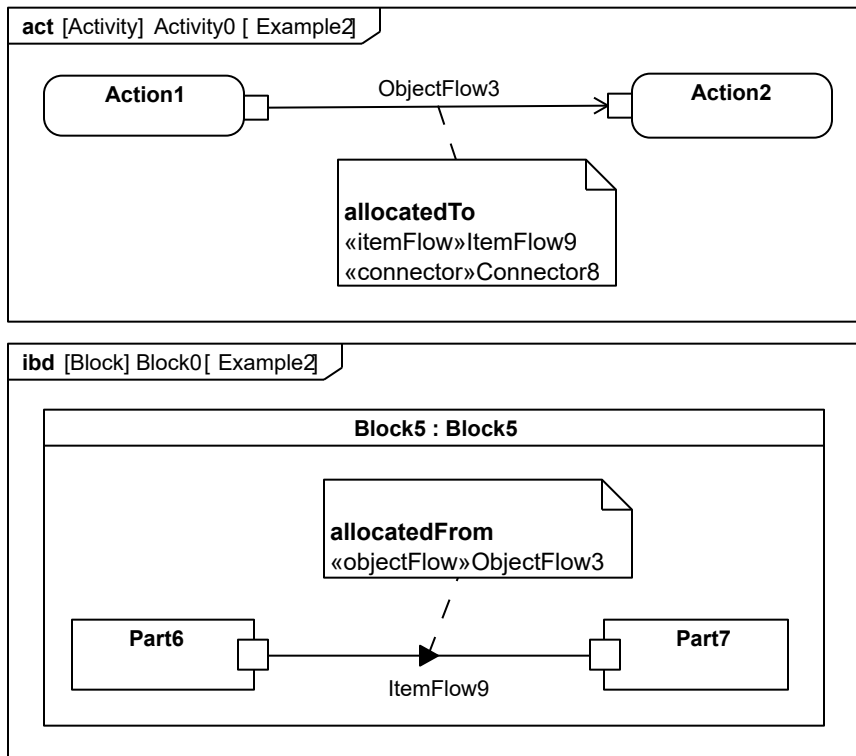 act [Activity] Activity0 [ Example2]
Action1
ObjectFlow3
Action2
allocatedTo
«itemFlow»ItemFlow9
«connector»Connector8
ibd [Block] Block0 [ Example2]
Block5 : Block5
allocatedFrom
«objectFlow»ObjectFlow3
Part6
Part7
ItemFlow9